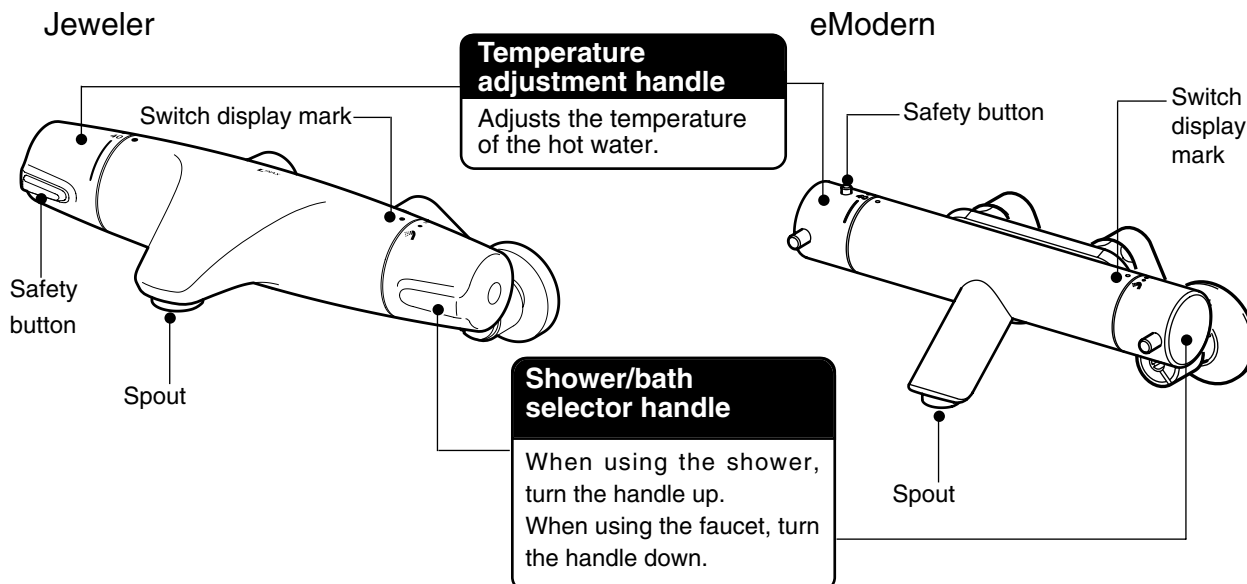 Jeweler
eModern
Temperature
adjustment handle
Adjusts the temperature
of the hot water.
Switch display mark
Safety button
Switch
display
mark
40
Safety
button
Spout
Shower/bath
selector handle
When using the shower,
turn the handle up.
When using the faucet, turn
the handle down.
Spout